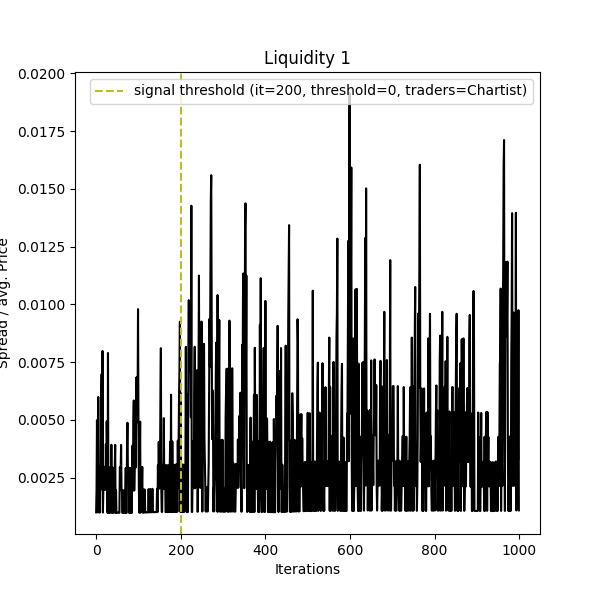 Liquidity 1
signal threshold (it=200, threshold=0, traders=Chartist)
0.0200
0.0175
0.0150
0.0125
0.0100
0.0075
0.0050
0.0025
Spread / avg. Price
0 200 400 600 800 1000
Iterations